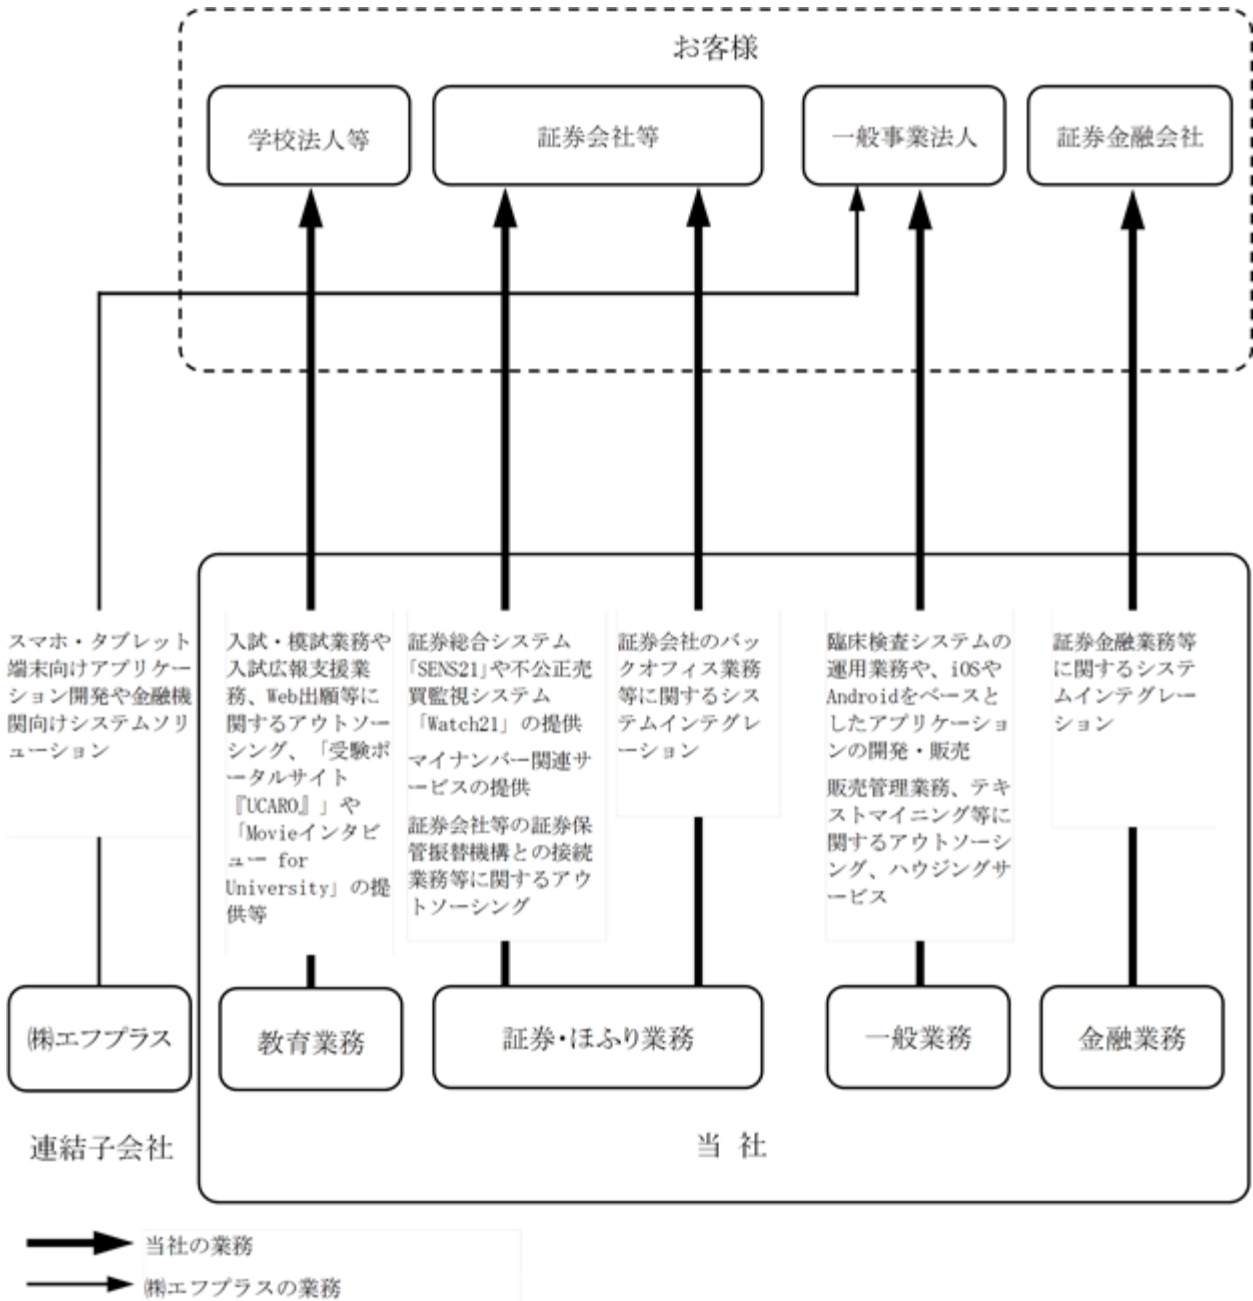 お客様
学校法人等
証券会社等
一般事業法人
証券金融会社
スマホ・タブレット
端末向けアプリケー
ション開発や金融機
関向けシステムソリ
ューション
入試・模試業務や
入試広報支援業
務、Web出願等に
関するアウトソー
シング、「受験ポ
ータルサイト
『UCARO』」や
「Movieインタビ
ュー for
University」の提
供等
証券総合システム
「SENS21」や不公正売
買監視システム
「Watch21」の提供
マイナンバー関連サ
ービスの提供
証券会社等の証券保
管振替機構との接続
業務等に関するアウ
トソーシング
証券会社のバッ
クオフィス業務
等に関するシス
テムインテグレ
ーション
臨床検査システムの
運用業務や、iOSや
Androidをベースと
したアプリケーショ
ンの開発・販売
販売管理業務、テキ
ストマイニング等に
関するアウトソーシ
ング、ハウジングサ
ービス
証券金融業務等
に関するシステ
ムインテグレー
ション
㈱エフプラス
教育業務
証券・ほふり業務
一般業務
金融業務
連結子会社
当 社
当社の業務
㈱エフプラスの業務